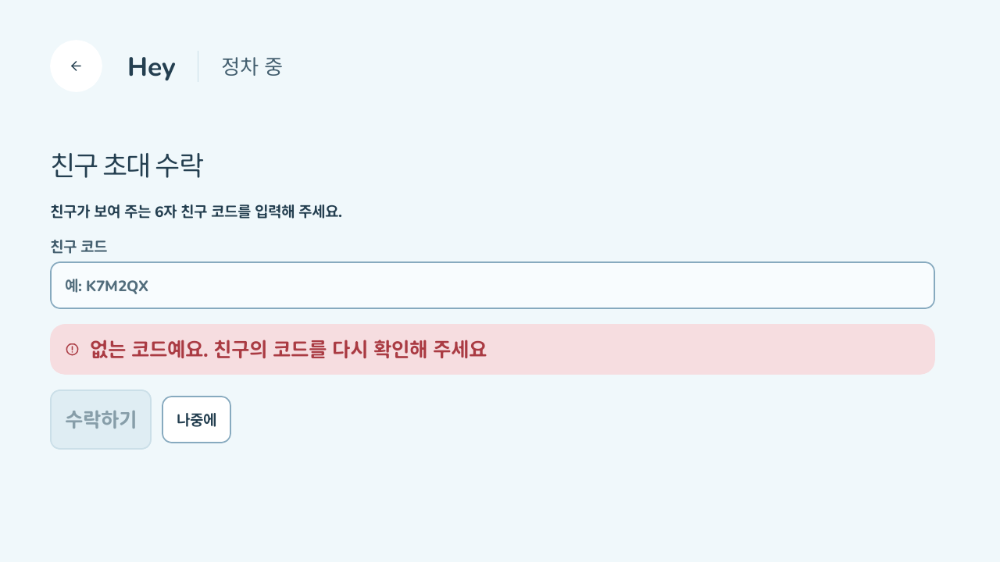 Hey
정차 중
친구 초대 수락
친구가 보여 주는 6자 친구 코드를 입력해 주세요.
친구 코드
예: K7M2QX
없는 코드예요. 친구의 코드를 다시 확인해 주세요
수락하기
나중에